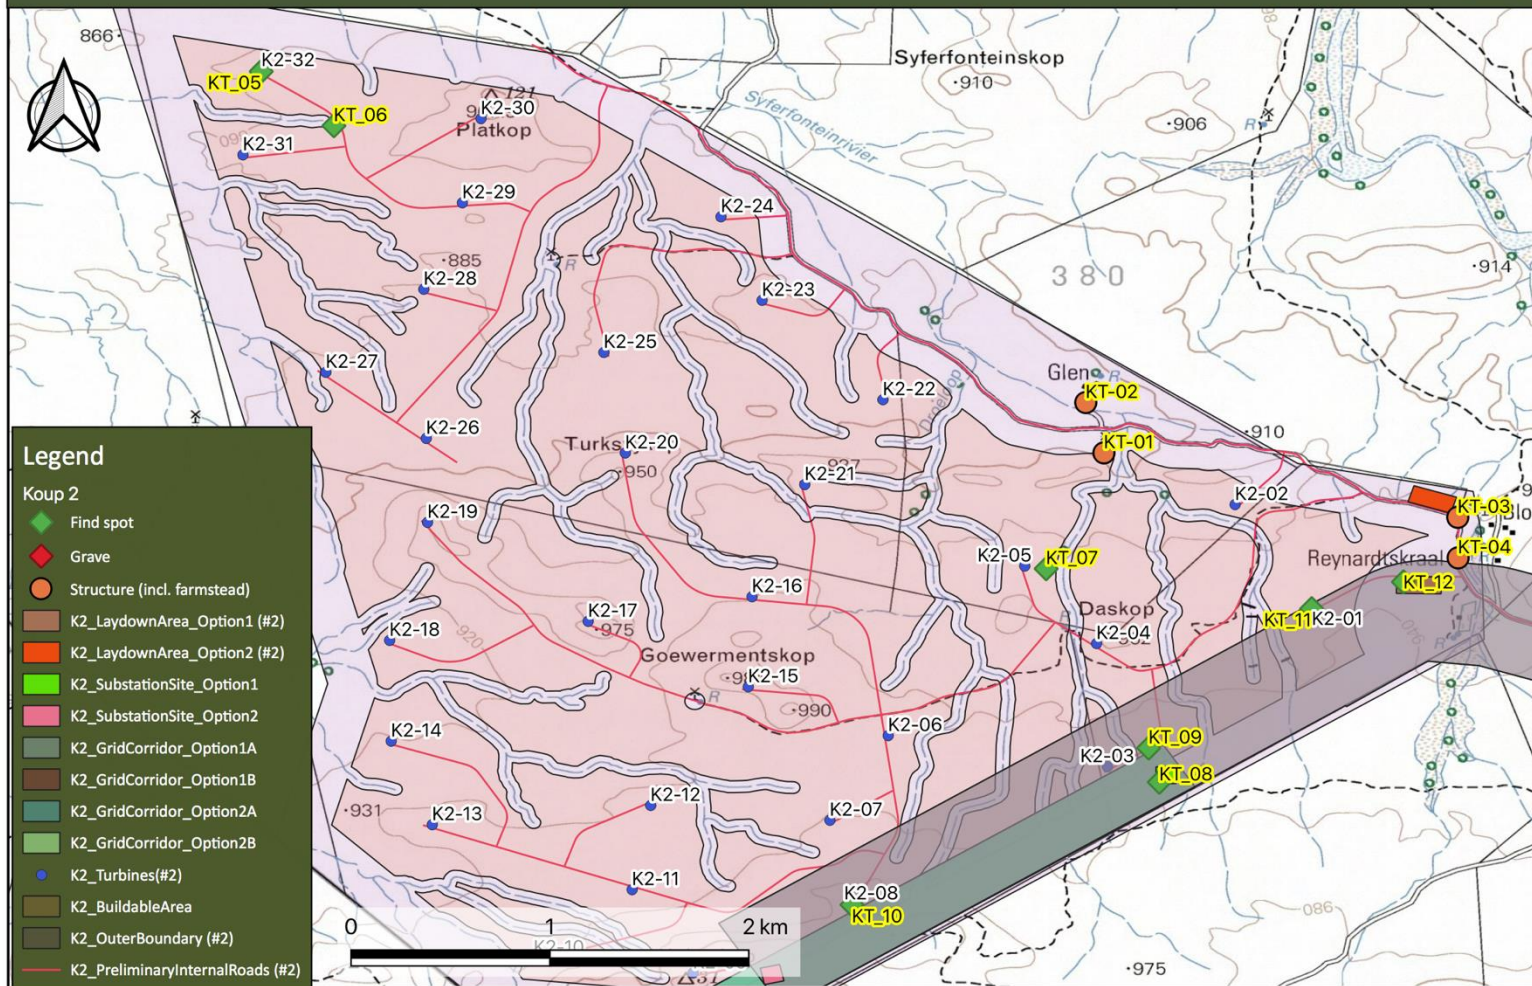 866
K2-32
KT_05
KT_06
121
K2-30
Platkop
K2-31
K2-29
K2-24
Syferfonteinskop
910
Syferfonteinrivier
906
R
380
914
885
K2-28
R
K2-23
K2-25
K2-27
K2-22
Glen
R
KT-02
K2-26
KT-01
910
K2-20
950
K2-21
K2-02
KT-03
K2-19
KT-04
Reynardtskraal
K2-05
KT_07
KT_12
K2-16
Daskop
KT_11
K2-01
R
K2-17
975
K2-18
920
K2-04
Goewermentskop
K2-15
R
990
K2-14
K2-06
KT_09
K2-03
KT_08
931
K2-13
K2-12
K2-07
K2-11
K2-08
KT_10
K2-10
980
975
31
0 1 2 km
Legend
Koup 2
Find spot
Grave
Structure (incl. farmstead)
K2_LaydownArea_Option1 (#2)
K2_LaydownArea_Option2 (#2)
K2_SubstationSite_Option1
K2_SubstationSite_Option2
K2_GridCorridor_Option1A
K2_GridCorridor_Option1B
K2_GridCorridor_Option2A
K2_GridCorridor_Option2B
K2_Turbines(#2)
K2_BuildableArea
K2_OuterBoundary (#2)
K2_PreliminaryInternalRoads (#2)